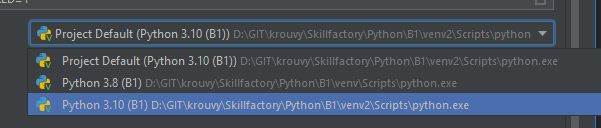 Project Default (Python 3.10 (B1)) D:\GIT\krouvy\Skillfactory\Python\B1\venv2\Scripts\python
Project Default (Python 3.10 (B1)) D:\GIT\krouvy\Skillfactory\Python\B1\venv2\Scripts\python.exe
Python 3.8 (B1) D:\GIT\krouvy\Skillfactory\Python\B1\venv\Scripts\python.exe
Python 3.10 (B1) D:\GIT\krouvy\Skillfactory\Python\B1\venv2\Scripts\python.exe